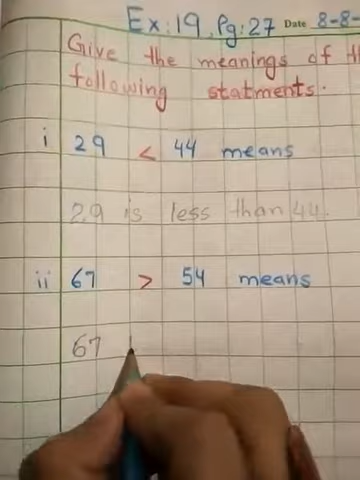 Ex:19, Pg:27 Date 8-8
Give the meanings of
following statments.
i 29 < 44 means
29 is less than 44.
ii 67 > 54 means
67